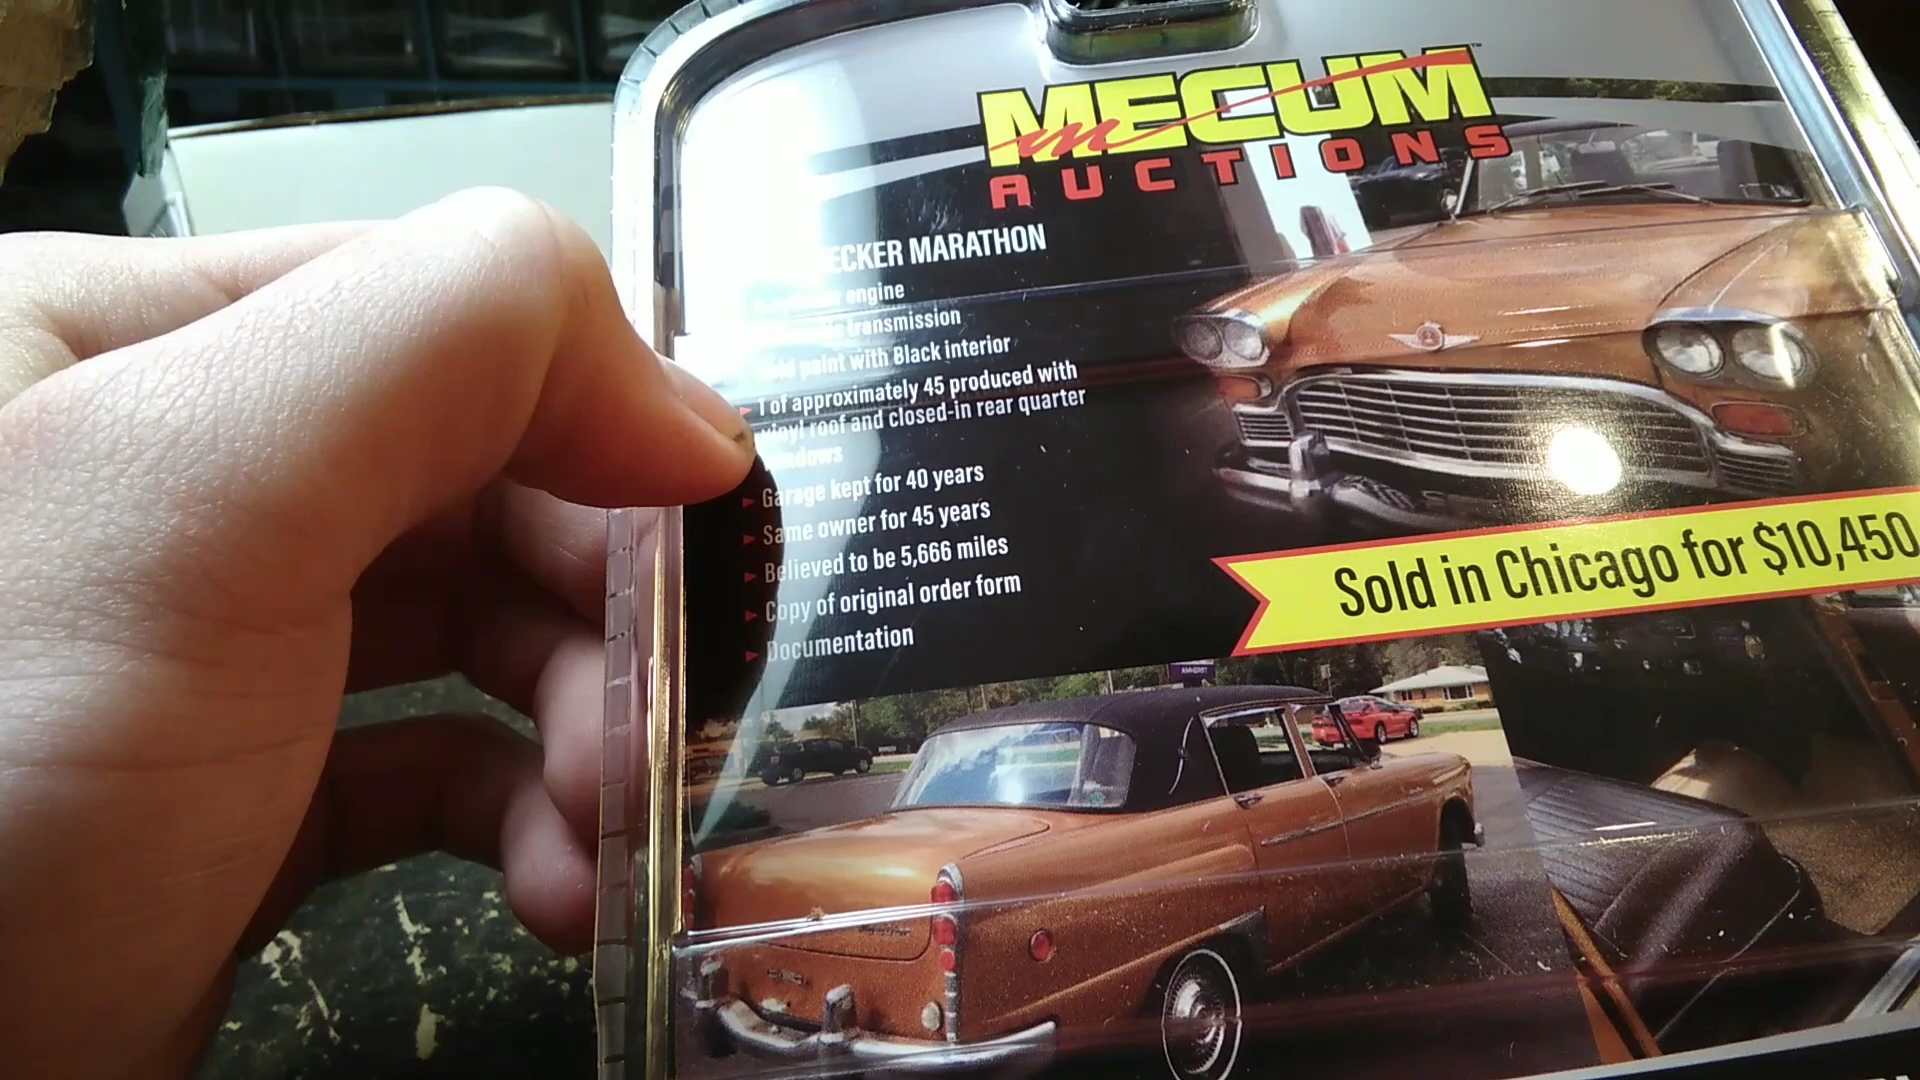 MECUM
AUCTIONS
MARATHON
engine
transmission
paint with Black interior
1 of approximately 45 produced with
vinyl roof and closed-in rear quarter
windows
Garage kept for 40 years
Same owner for 45 years
Believed to be 5,666 miles
Copy of original order form
Documentation
Sold in Chicago for $10,450